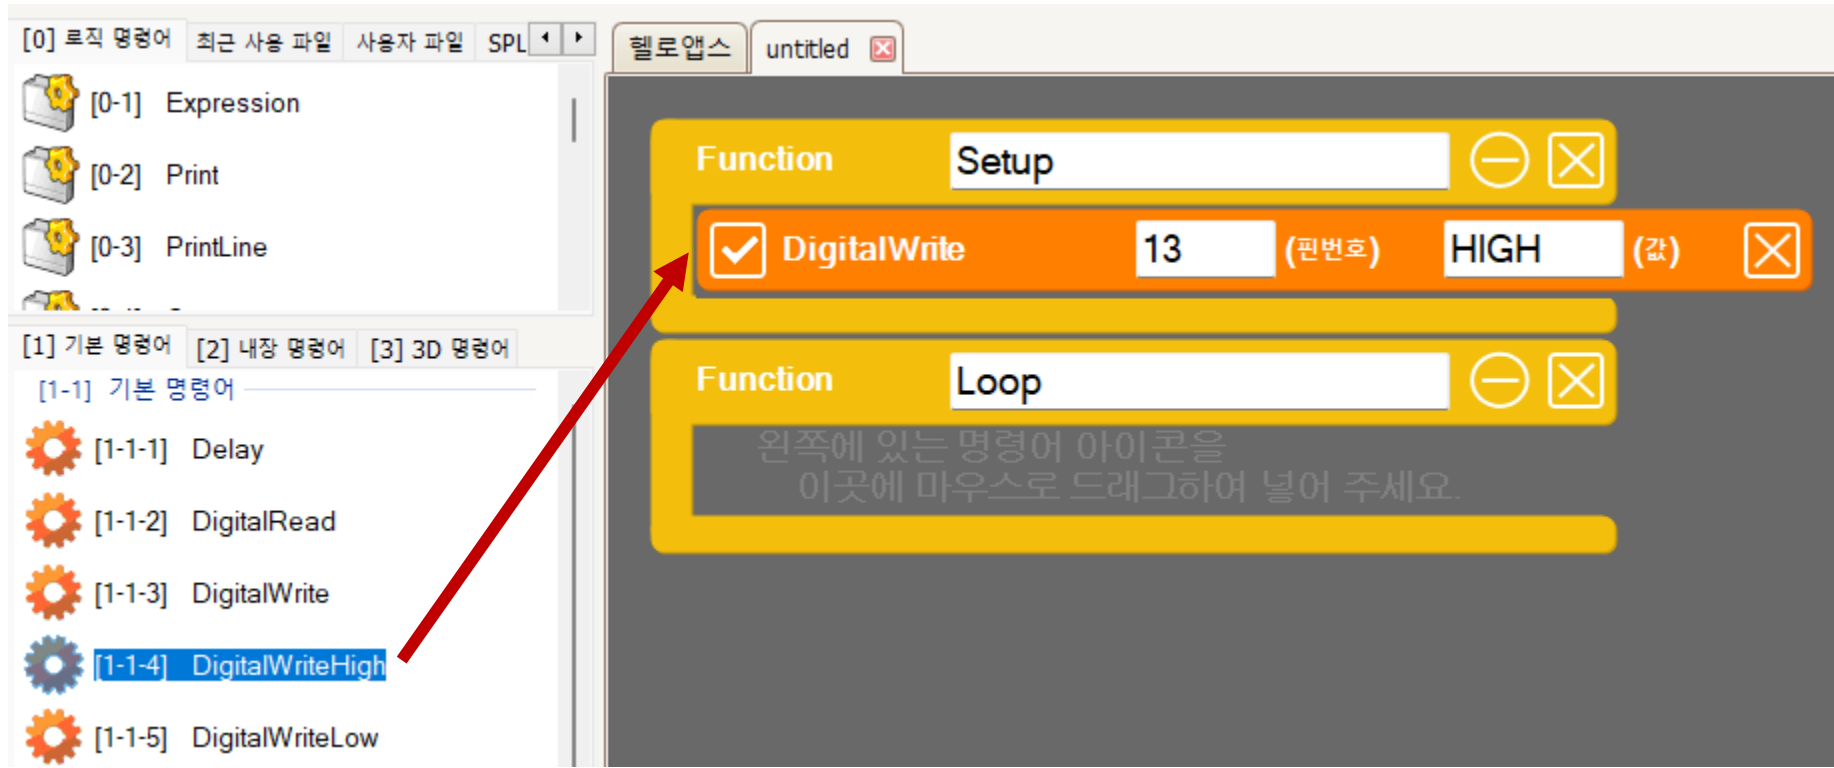 [0] 로직 명령어 최근 사용 파일 사용자 파일 SPL
[0-1] Expression
[0-2] Print
[0-3] PrintLine
[1] 기본 명령어 [2] 내장 명령어 [3] 3D 명령어
[1-1] 기본 명령어
[1-1-1] Delay
[1-1-2] DigitalRead
[1-1-3] DigitalWrite
[1-1-4] DigitalWriteHigh
[1-1-5] DigitalWriteLow
헬로앱스 untitled
Function Setup
DigitalWrite 13 (핀번호) HIGH (값)
Function Loop
왼쪽에 있는 명령어 아이콘을
이곳에 마우스로 드래그하여 넣어 주세요.